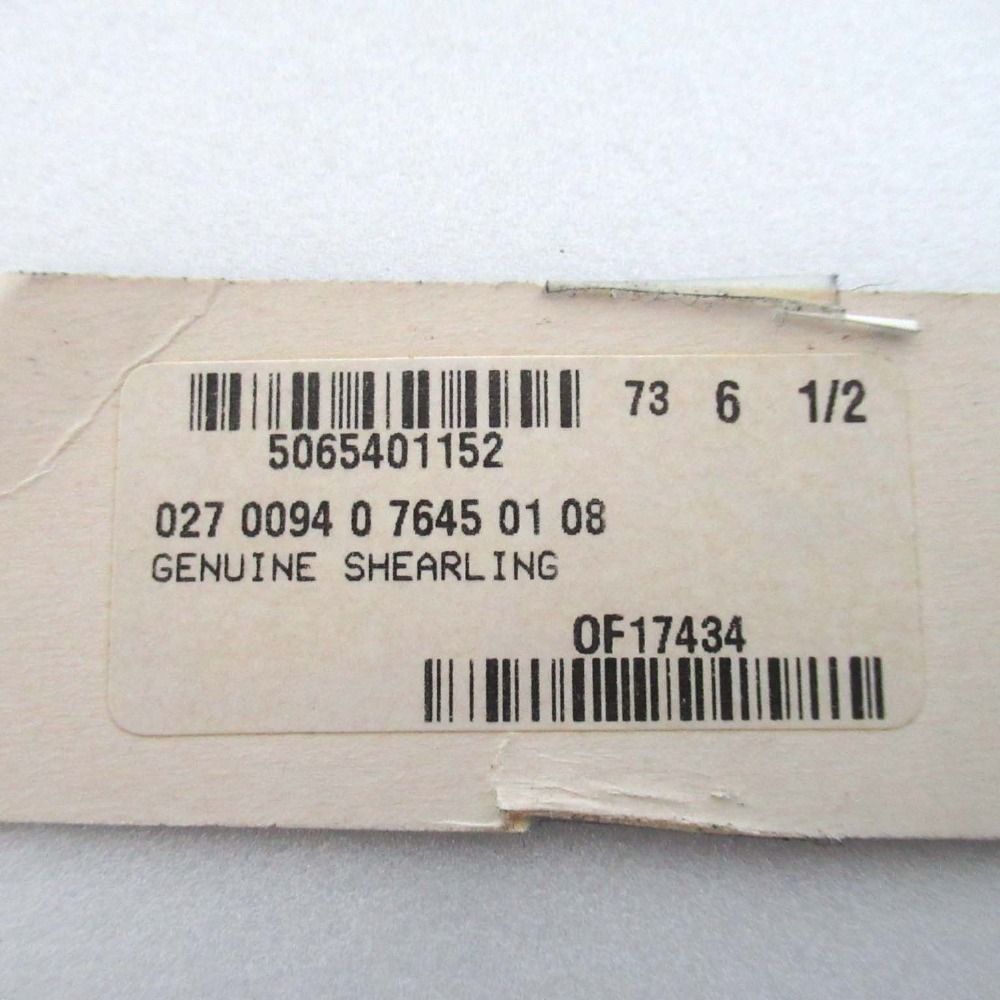 73 6 1/2
5065401152
027 0094 0 7645 01 08
GENUINE SHEARLING
OF17434